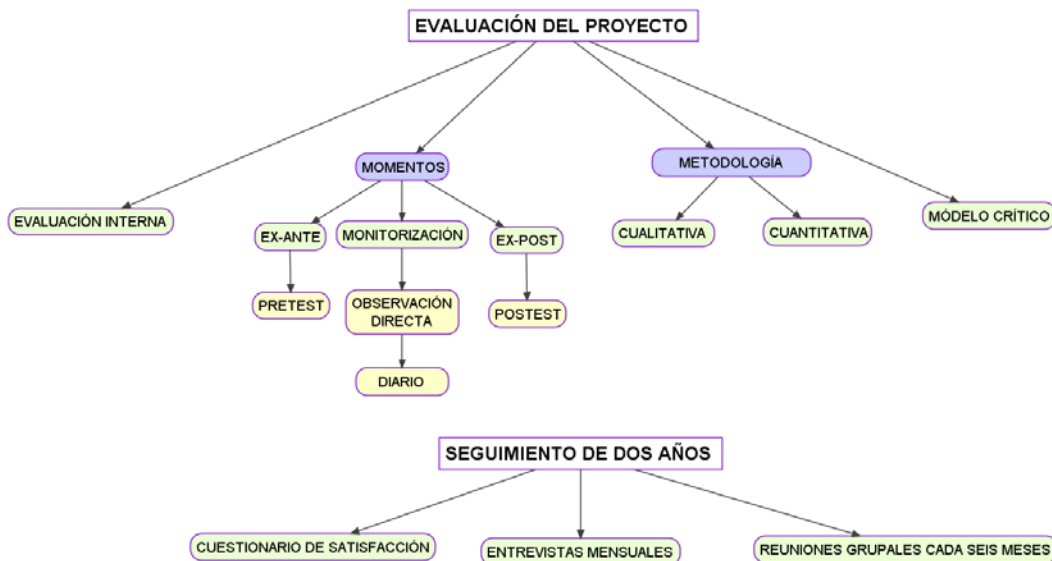 EVALUACIÓN DEL PROYECTO
MOMENTOS
METODOLOGÍA
EVALUACIÓN INTERNA
EX-ANTE
MONITORIZACIÓN
EX-POST
CUALITATIVA
CUANTITATIVA
MÓDELO CRÍTICO
PRETEST
OBSERVACIÓN
DIRECTA
POSTEST
DIARIO
SEGUIMIENTO DE DOS AÑOS
CUESTIONARIO DE SATISFACCIÓN
ENTREVISTAS MENSUALES
REUNIONES GRUPALES CADA SEIS MESES